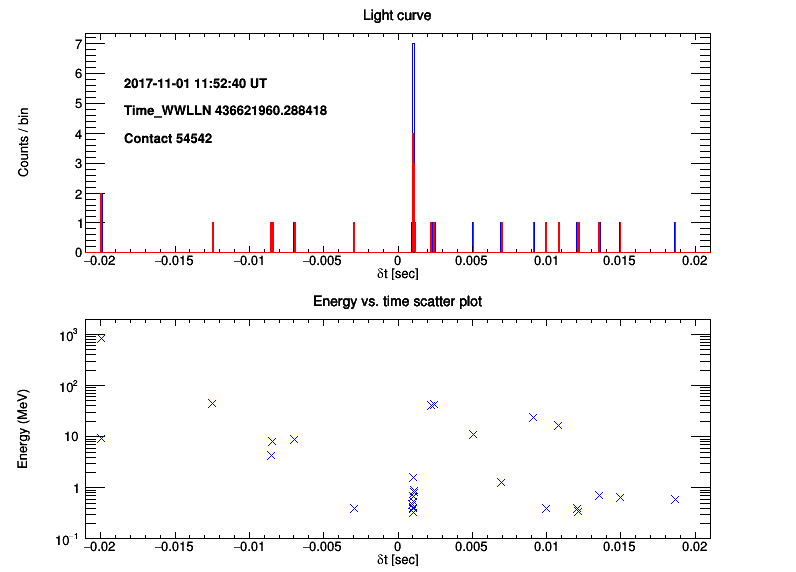 Light curve
7
6
5
4
3
2
1
0
Counts / bin
2017-11-01 11:52:40 UT
Time_WWLLN 436621960.288418
Contact 54542
−0.02 −0.015 −0.01 −0.005 0 0.005 0.01 0.015 0.02
δt [sec]
Energy vs. time scatter plot
10³
10²
10
1
10⁻¹
Energy (MeV)
−0.02 −0.015 −0.01 −0.005 0 0.005 0.01 0.015 0.02
δt [sec]